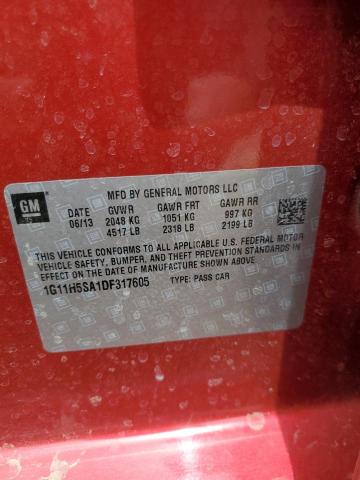 GM
MFD BY GENERAL MOTORS LLC
DATE GVWR GAWR FRT GAWR RR
06/13 2048 KG 1051 KG 997 KG
4517 LB 2318 LB 2199 LB
THIS VEHICLE CONFORMS TO ALL APPLICABLE U.S. FEDERAL MOTOR
VEHICLE SAFETY, BUMPER, AND THEFT PREVENTION STANDARDS IN
EFFECT ON THE DATE OF MANUFACTURE SHOWN ABOVE.
1G11H5SA1DF317605 TYPE: PASS CAR